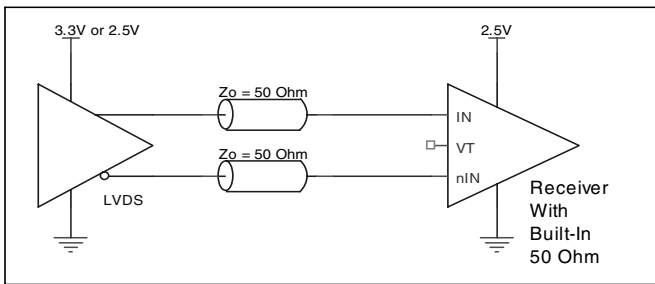 3.3V or 2.5V
2.5V
Zo = 50 Ohm
IN
VT
Zo = 50 Ohm
nIN
LVDS
Receiver
With
Built-In
50 Ohm